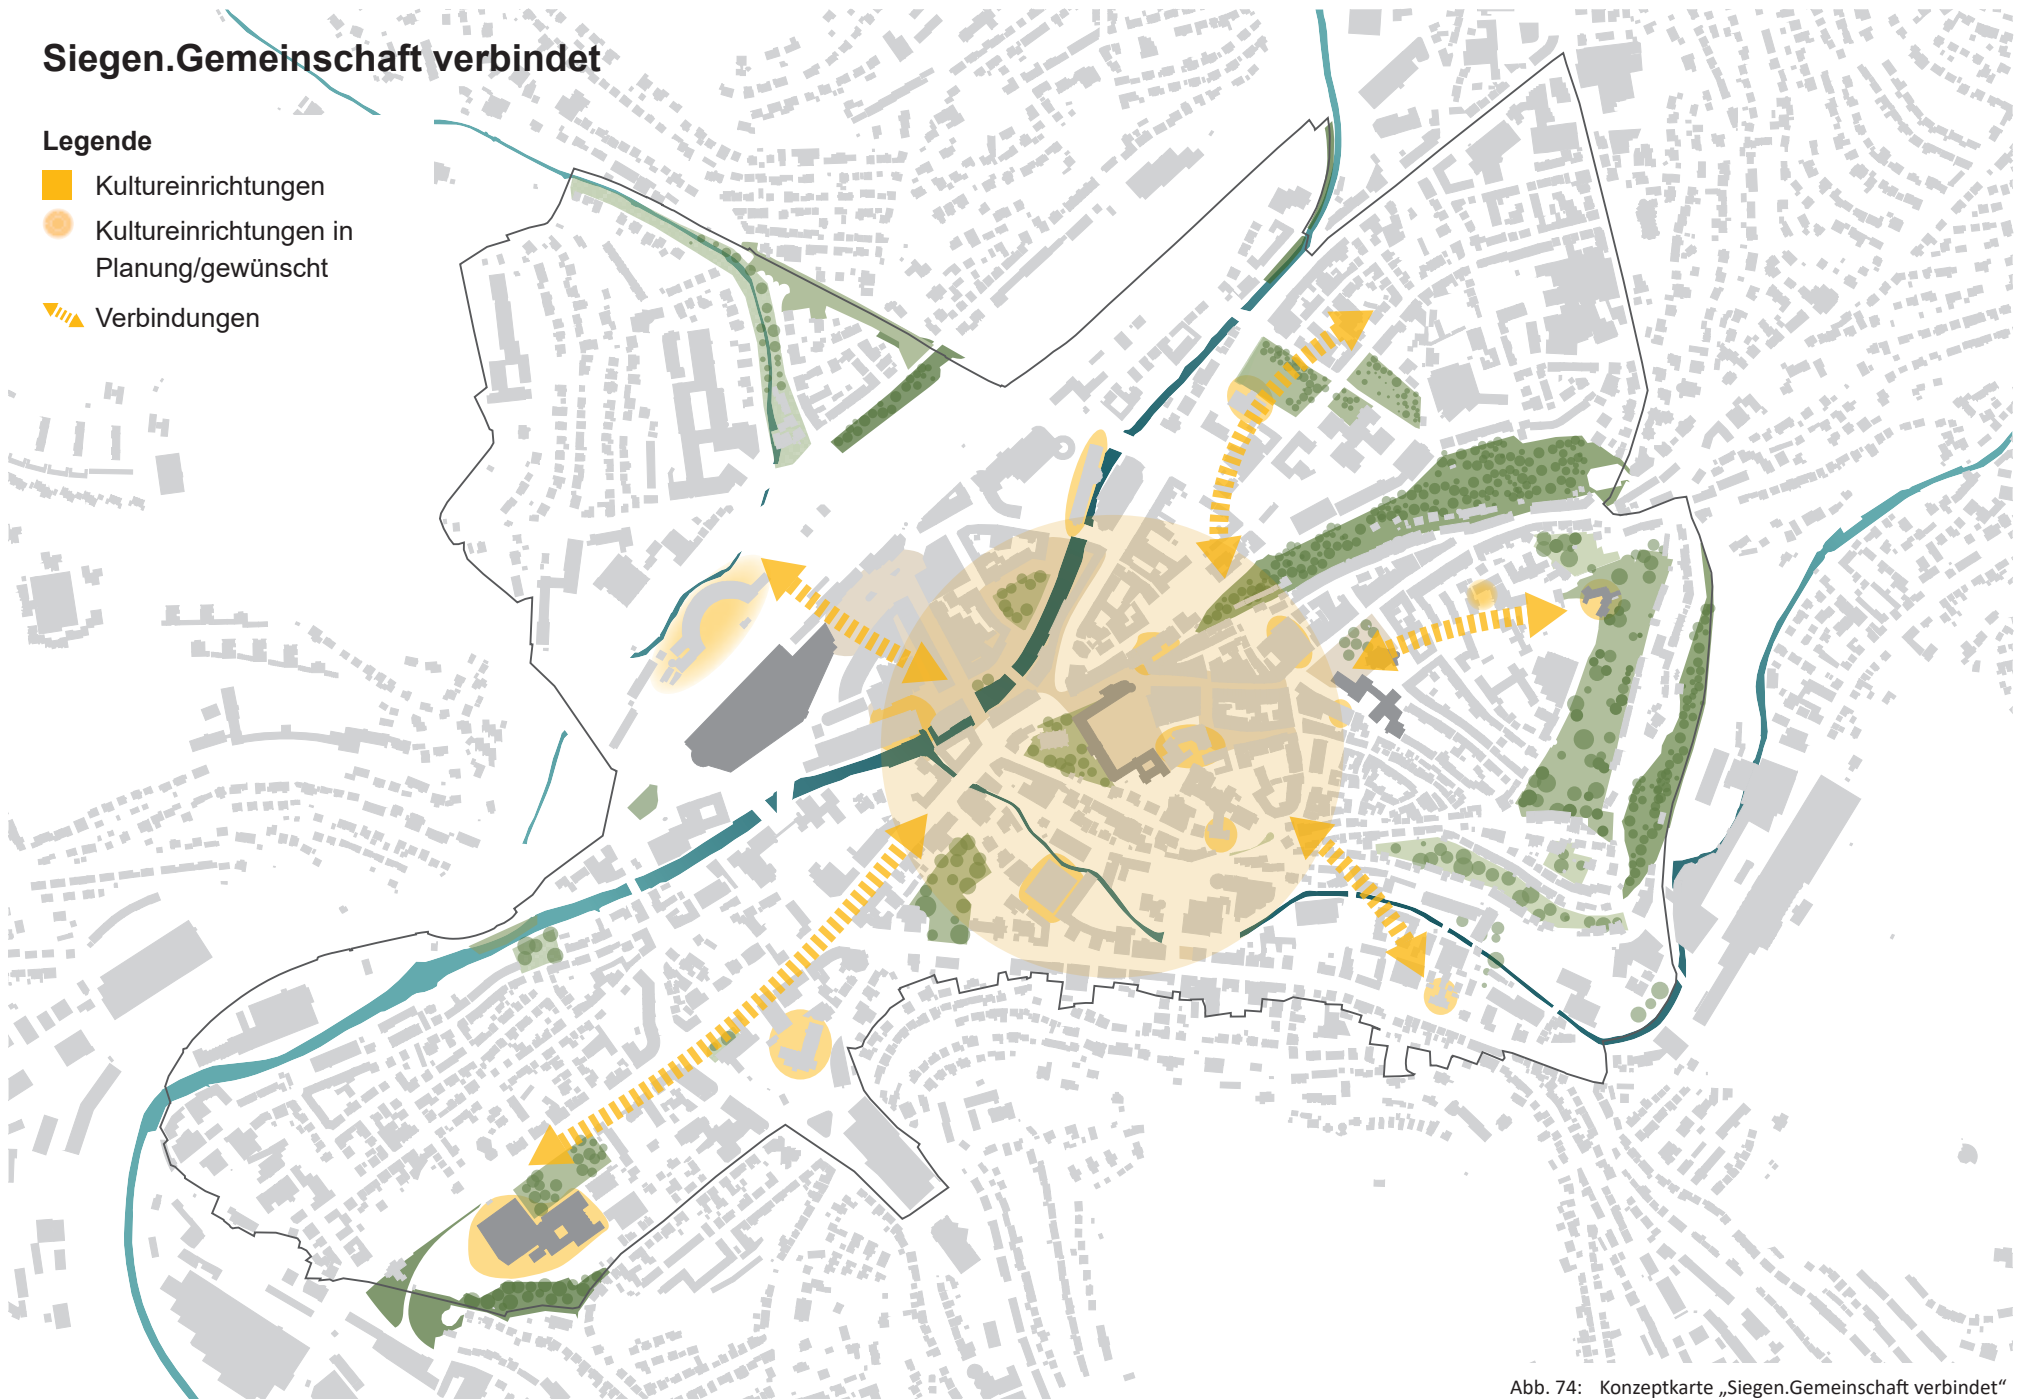 Siegen.Gemeinschaft verbindet
Legende
Kultureinrichtungen
Kultureinrichtungen in
Planung/gewünscht
Verbindungen
Abb. 74: Konzeptkarte „Siegen.Gemeinschaft verbindet“